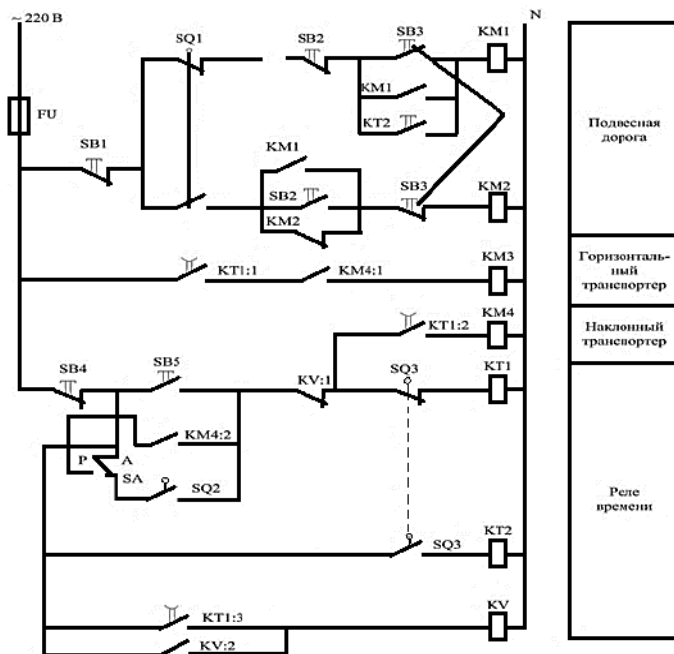 ~ 220 В
N
SQ1
SB2
SB3
KM1
FU
KM1
KT2
SB1
KM1
SB2
SB3
KM2
KM2
Подвесная
дорога
KT1:1
KM4:1
KM3
Горизонталь-
ный
транспортер
KT1:2
KM4
Наклонный
транспортер
SB4
SB5
KV:1
SQ3
KT1
KM4:2
Р
А
SA
SQ2
Реле
времени
SQ3
KT2
KT1:3
KV
KV:2